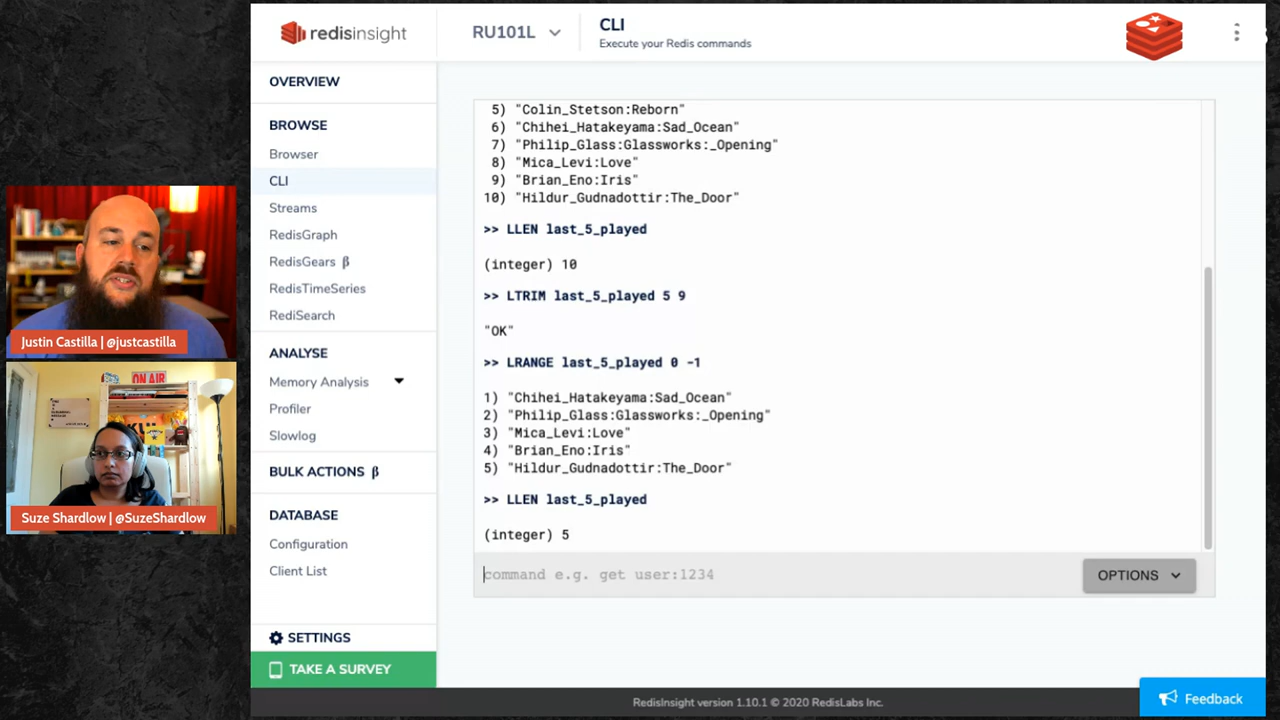 redisinsight
RU101L
CLI
Execute your Redis commands
OVERVIEW
BROWSE
Browser
CLI
Streams
RedisGraph
RedisGears β
RedisTimeSeries
RediSearch
ANALYSE
Memory Analysis
Profiler
Slowlog
BULK ACTIONS β
DATABASE
Configuration
Client List
SETTINGS
TAKE A SURVEY
5) "Colin_Stetson:Reborn"
6) "Chihei_Hatakeyama:Sad_Ocean"
7) "Philip_Glass:Glassworks:_Opening"
8) "Mica_Levi:Love"
9) "Brian_Eno:Iris"
10) "Hildur_Gudnadottir:The_Door"
>> LLEN last_5_played
(integer) 10
>> LTRIM last_5_played 5 9
"OK"
>> LRANGE last_5_played 0 -1
1) "Chihei_Hatakeyama:Sad_Ocean"
2) "Philip_Glass:Glassworks:_Opening"
3) "Mica_Levi:Love"
4) "Brian_Eno:Iris"
5) "Hildur_Gudnadottir:The_Door"
>> LLEN last_5_played
(integer) 5
command e.g. get user:1234
OPTIONS
RedisInsight version 1.10.1 © 2020 RedisLabs Inc.
Feedback
Justin Castilla | @justcastilla
ON AIR
Suze Shardlow | @SuzeShardlow